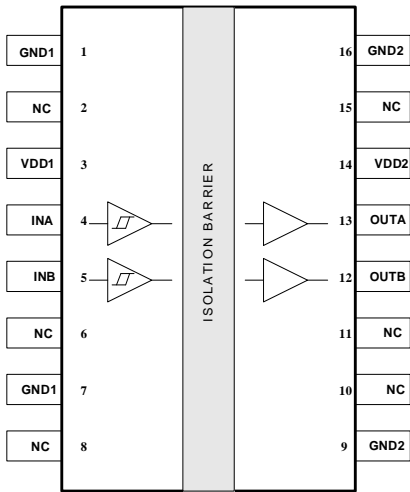 GND1 1 16 GND2
NC 2 15 NC
VDD1 3 14 VDD2
INA 4 13 OUTA
INB 5 12 OUTB
NC 6 11 NC
GND1 7 10 NC
NC 8 9 GND2
ISOLATION BARRIER